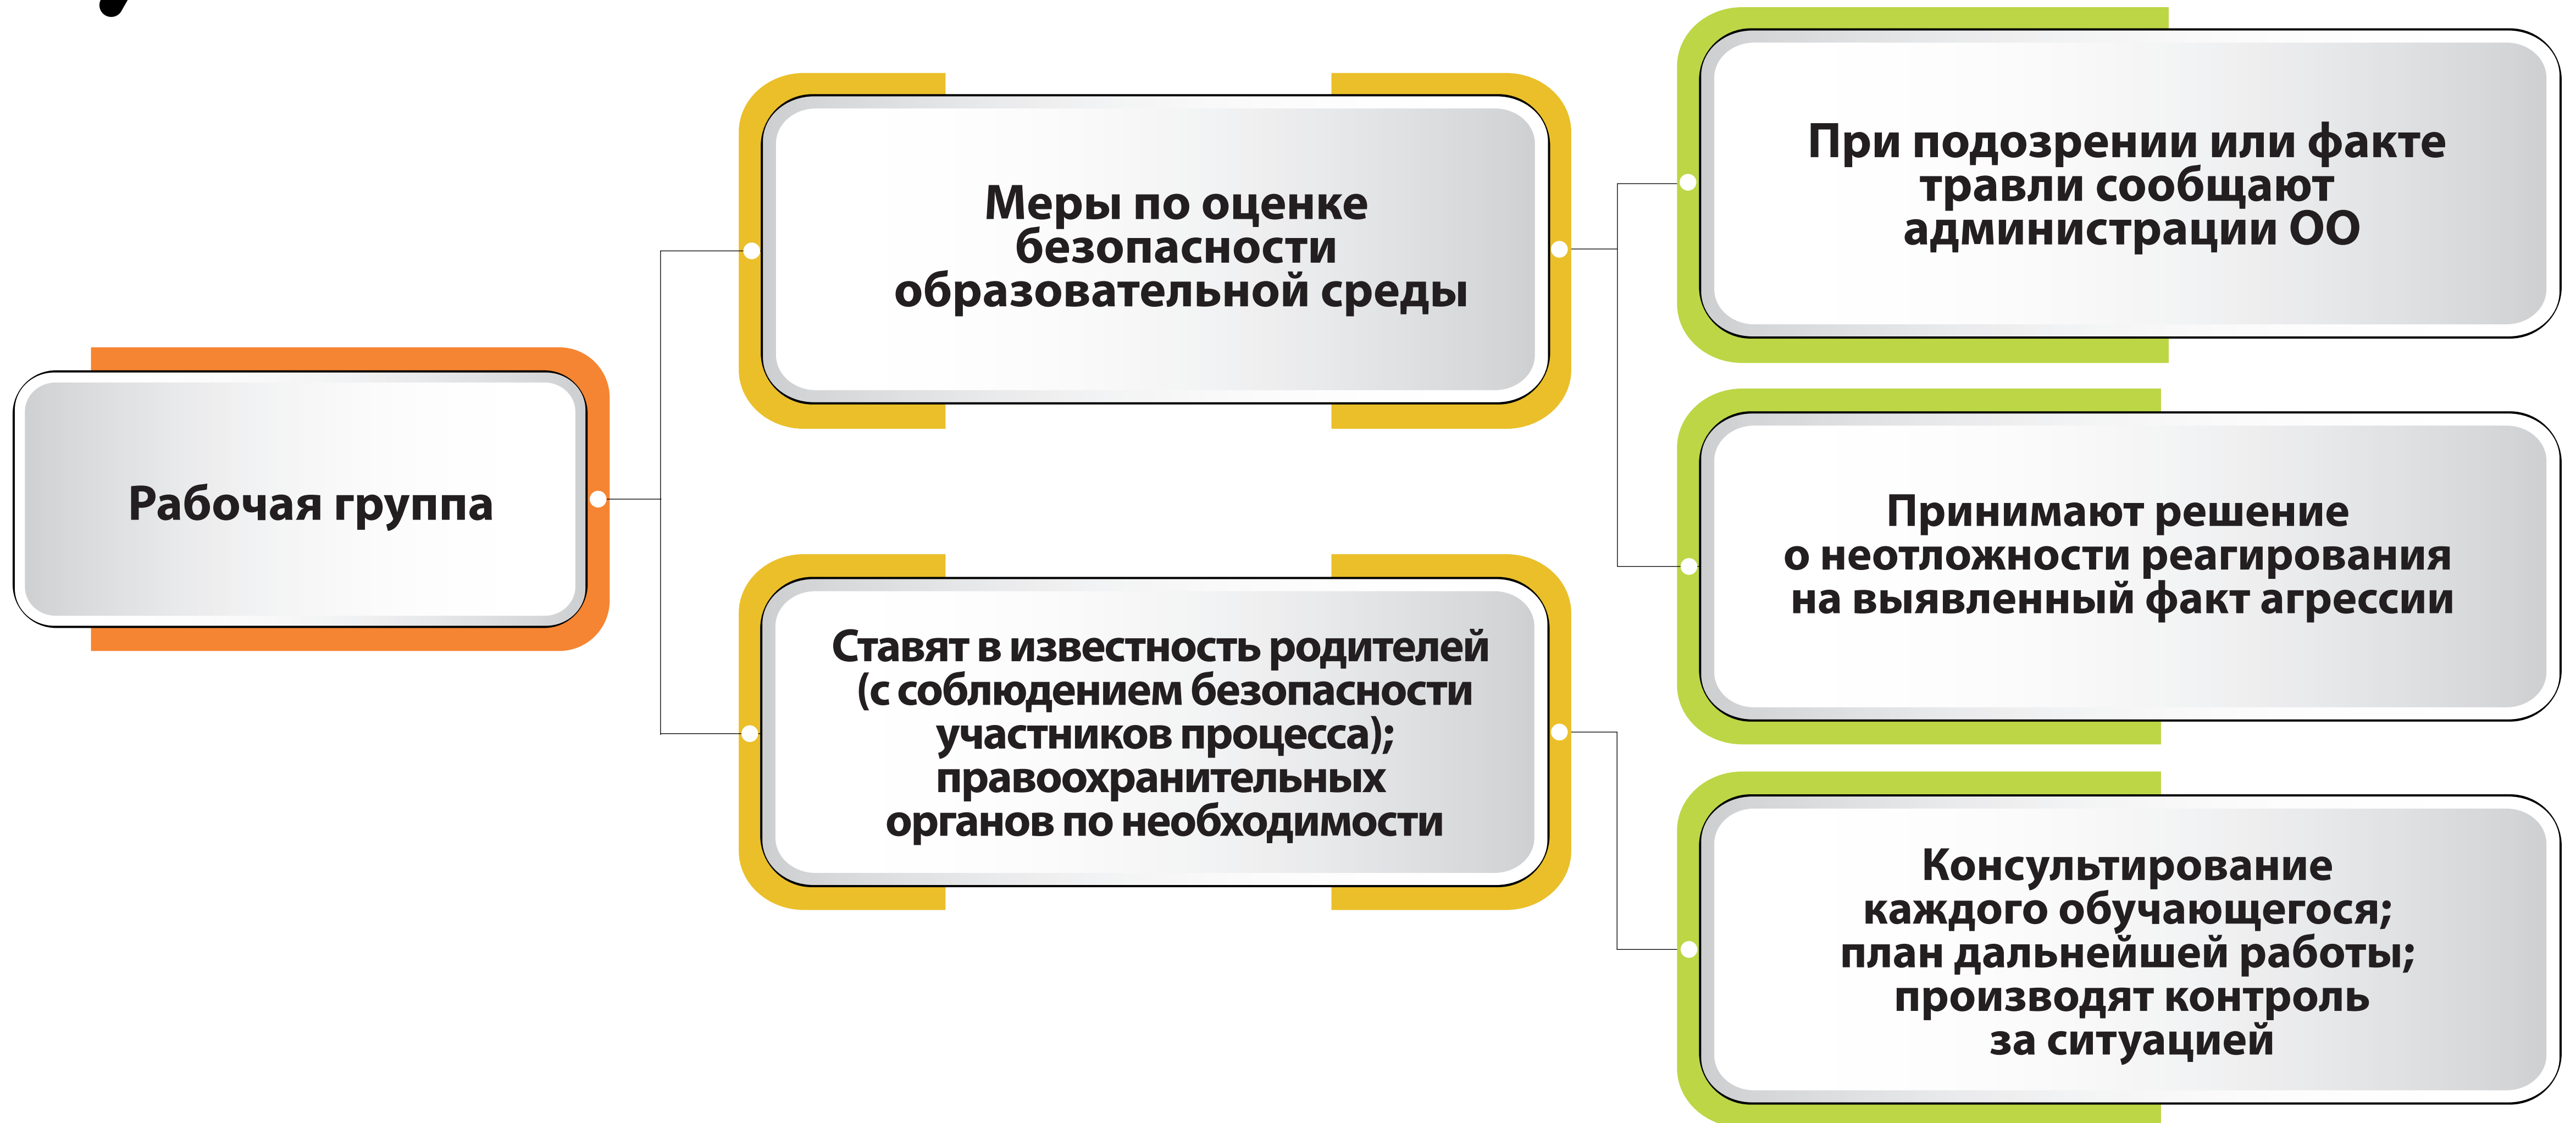 Рабочая группа
Меры по оценке
безопасности
образовательной среды
Ставят в известность родителей
(с соблюдением безопасности
участников процесса);
правоохранительных
органов по необходимости
При подозрении или факте
травли сообщают
администрации ОО
Принимают решение
о неотложности реагирования
на выявленный факт агрессии
Консультирование
каждого обучающегося;
план дальнейшей работы;
производят контроль
за ситуацией